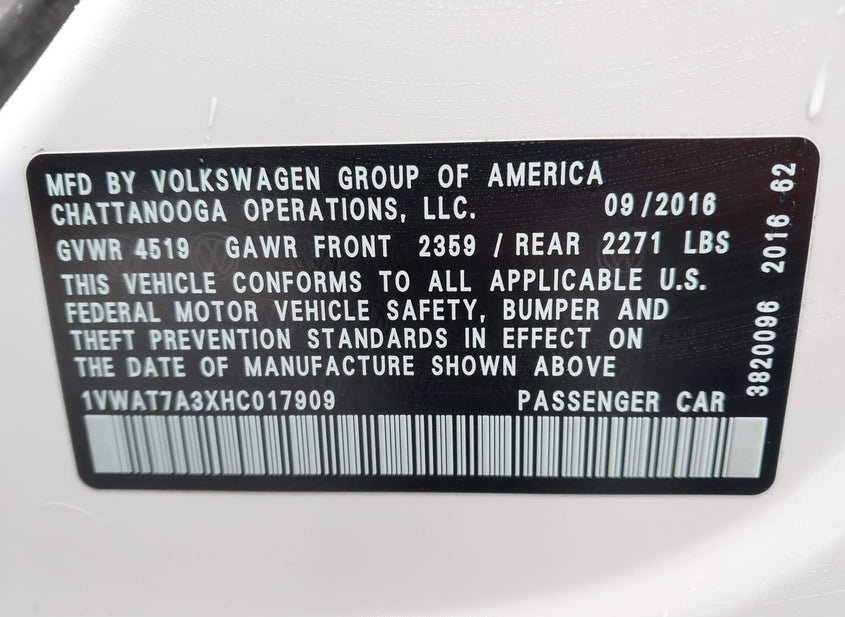 MFD BY VOLKSWAGEN GROUP OF AMERICA
CHATTANOOGA OPERATIONS, LLC. 09/2016
GVWR 4519 GAWR FRONT 2359 / REAR 2271 LBS
THIS VEHICLE CONFORMS TO ALL APPLICABLE U.S.
FEDERAL MOTOR VEHICLE SAFETY, BUMPER AND
THEFT PREVENTION STANDARDS IN EFFECT ON
THE DATE OF MANUFACTURE SHOWN ABOVE
1VWAT7A3XHC017909 PASSENGER CAR
3820096 2016 62